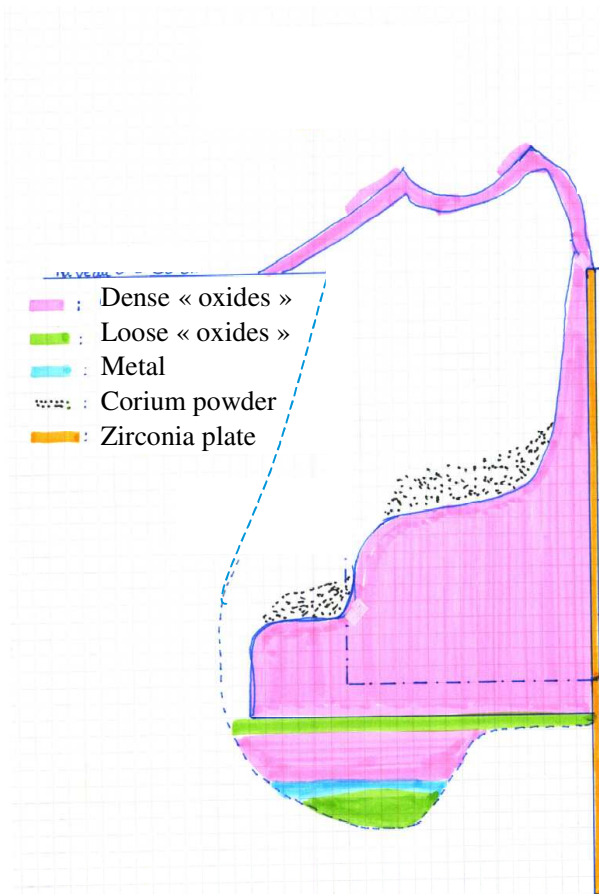 : Dense « oxides »
: Loose « oxides »
: Metal
: Corium powder
: Zirconia plate